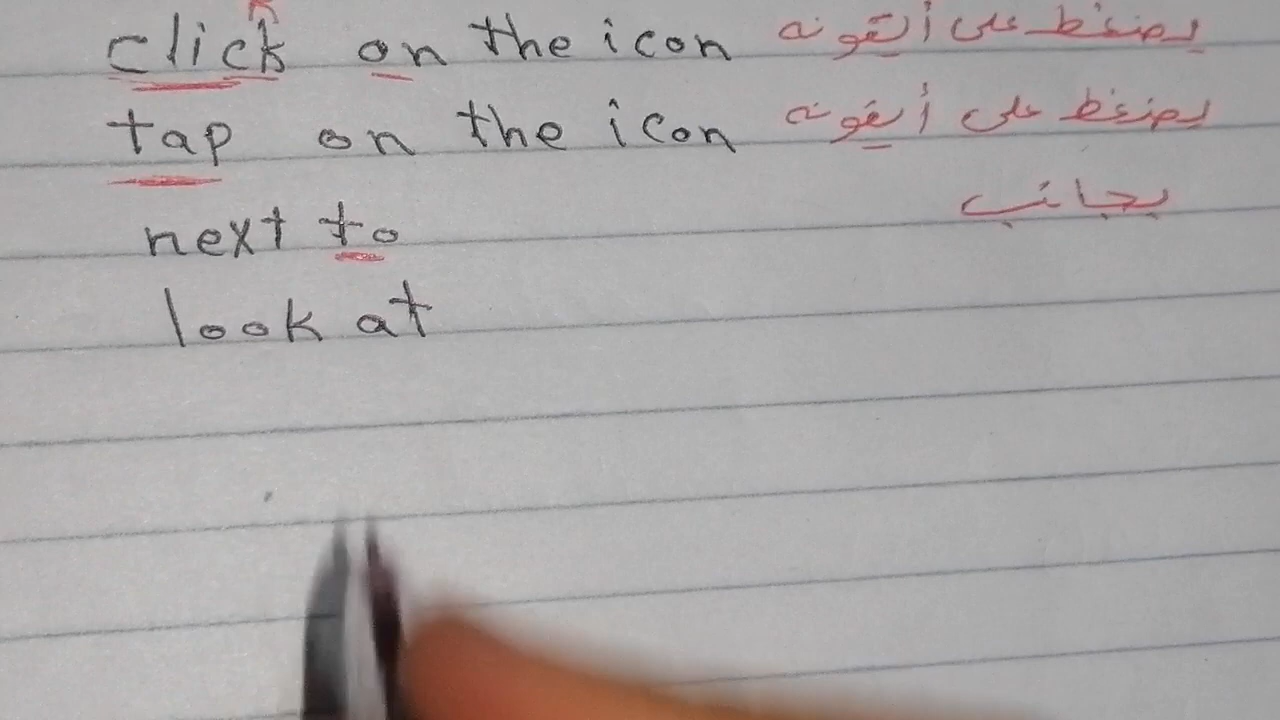 click on the icon يضغط على أيقونه
tap on the icon يضغط على أيقونه
next to بجانب
look at